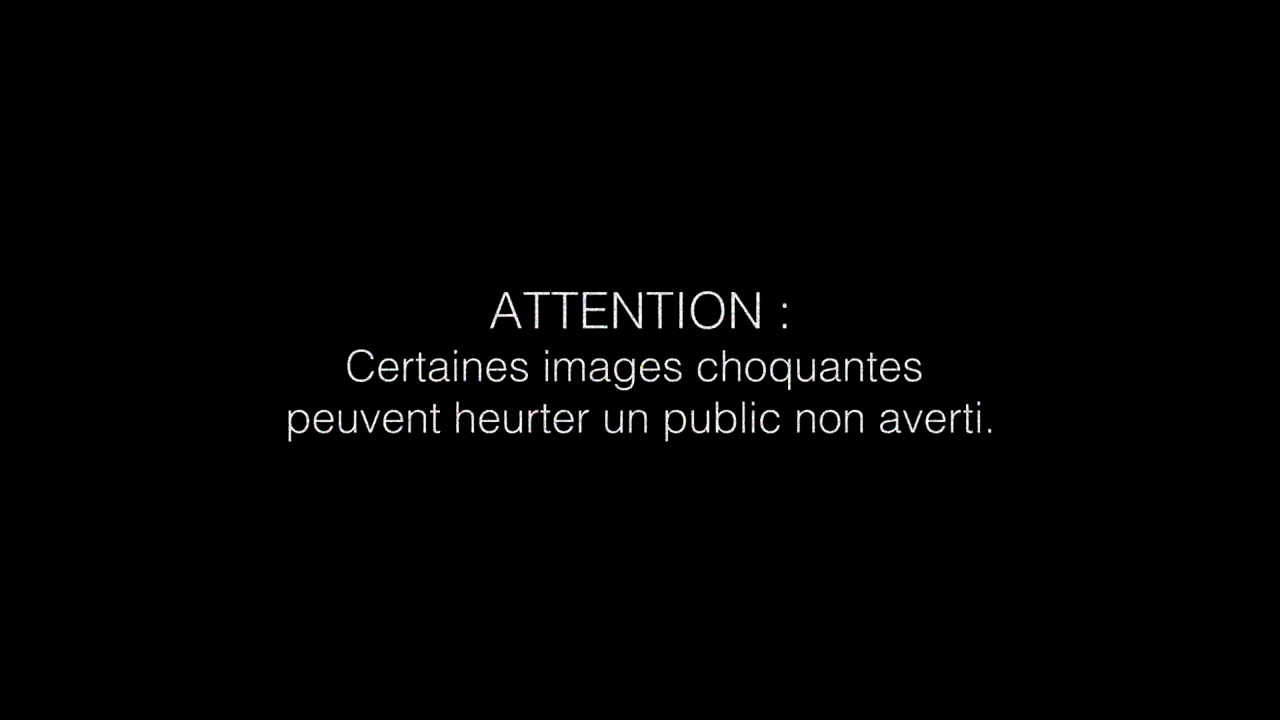 ATTENTION :
Certaines images choquantes
peuvent heurter un public non averti.